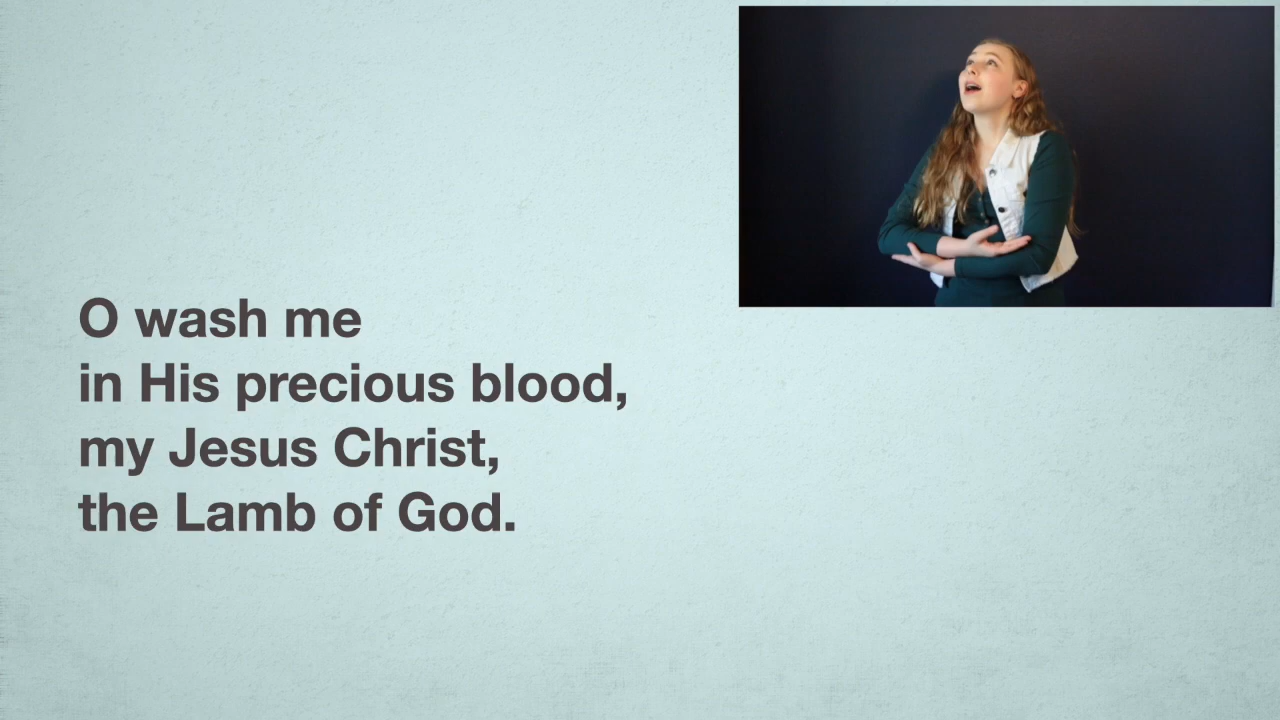 O wash me
in His precious blood,
my Jesus Christ,
the Lamb of God.